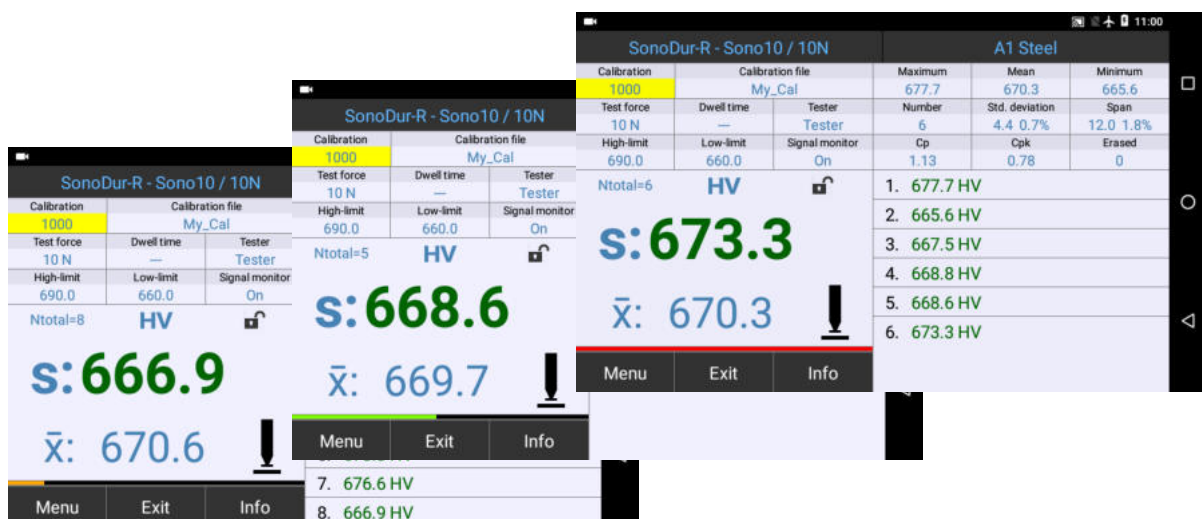 11:00
SonoDur-R - Sono10 / 10N A1 Steel
Calibration Calibration file Maximum Mean Minimum
1000 My_Cal 677.7 670.3 665.6
Test force Dwell time Tester Number Std. deviation Span
10 N --- Tester 6 4.4 0.7% 12.0 1.8%
High-limit Low-limit Signal monitor Cp Cpk Erased
690.0 660.0 On 1.13 0.78 0
Ntotal=6 HV
s: 673.3
x̄: 670.3
Menu Exit Info
1. 677.7 HV
2. 665.6 HV
3. 667.5 HV
4. 668.8 HV
5. 668.6 HV
6. 673.3 HV
SonoDur-R - Sono10 / 10N
Calibration Calibration file
1000 My_Cal
Test force Dwell time Tester
10 N --- Tester
High-limit Low-limit Signal monitor
690.0 660.0 On
Ntotal=5 HV
s: 668.6
x̄: 669.7
Menu Exit Info
SonoDur-R - Sono10 / 10N
Calibration Calibration file
1000 My_Cal
Test force Dwell time Tester
10 N --- Tester
High-limit Low-limit Signal monitor
690.0 660.0 On
Ntotal=8 HV
s: 666.9
x̄: 670.6
Menu Exit Info
7. 676.6 HV
8. 666.9 HV